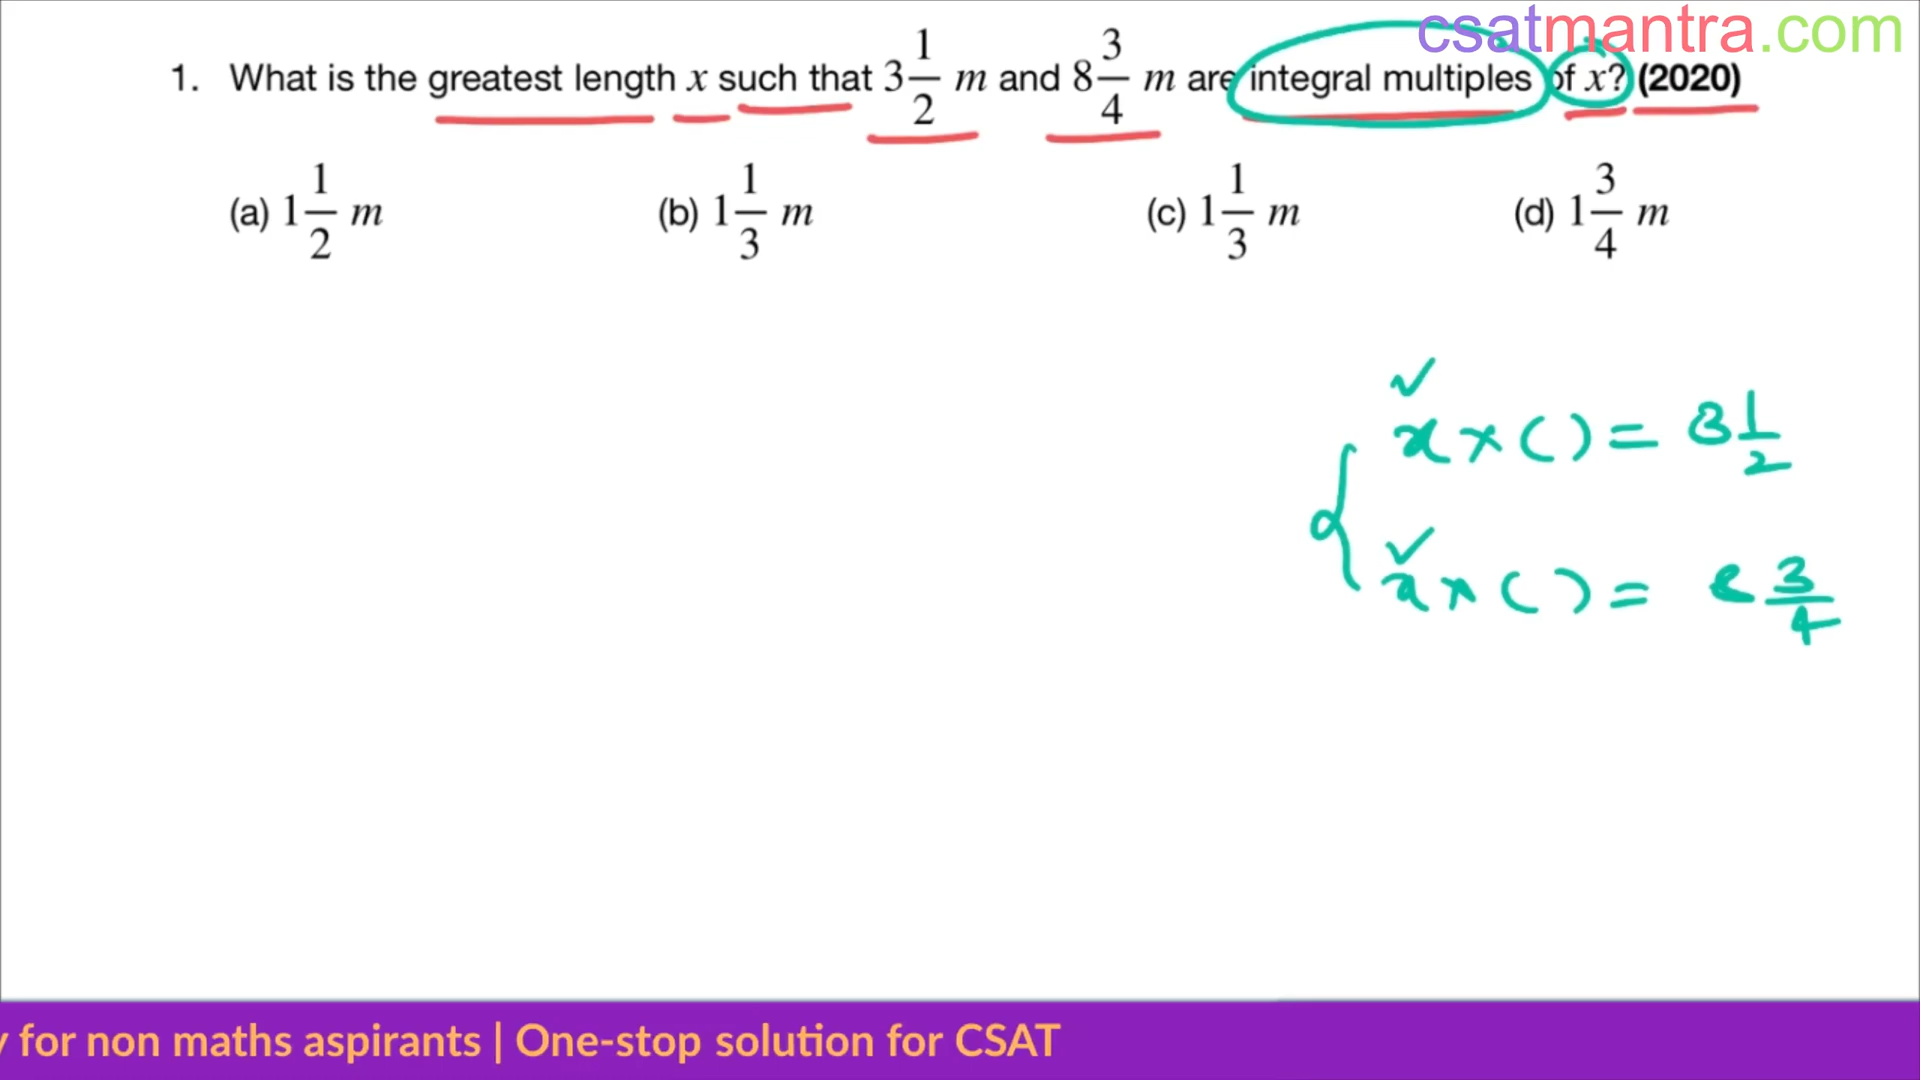 csatmantra.com
1. What is the greatest length x such that 3 1/2 m and 8 3/4 m are integral multiples of x? (2020)
(a) 1 1/2 m (b) 1 1/3 m (c) 1 1/3 m (d) 1 3/4 m
x × ( ) = 3 1/2
x × ( ) = 8 3/4
for non maths aspirants | One-stop solution for CSAT